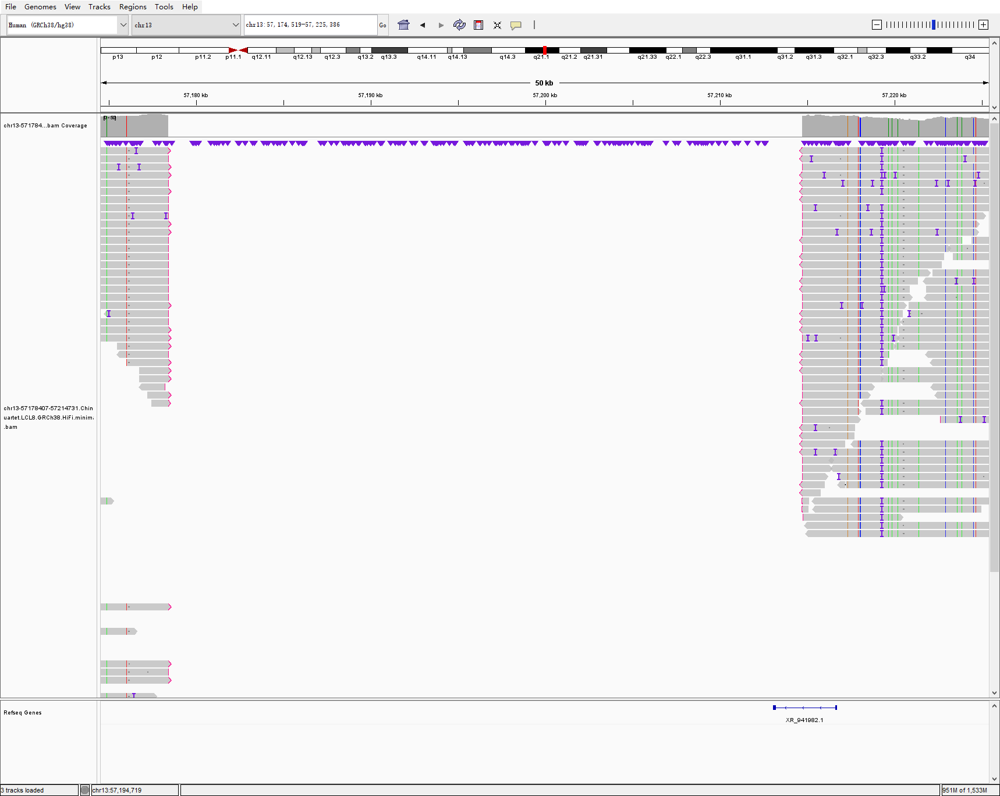 File Genomes View Tracks Regions Tools Help
Human (GRCh38/hg38) chr13 chr13:57,174,519-57,225,386 Go
p13 p12 p11.2 p11.1 q12.11 q12.13 q12.3 q13.2 q13.3 q14.11 q14.13 q14.3 q21.1 q21.2 q21.31 q21.33 q22.1 q22.3 q31.1 q31.2 q31.3 q32.1 q32.3 q33.2 q34
50 kb
57,180 kb 57,190 kb 57,200 kb 57,210 kb 57,220 kb
[0 - 50]
chr13-571784...bam Coverage
chr13-57178407-57214731.Chin
uartet.LCL8.GRCh38.HiFi.minim
.bam
Refseq Genes
XR_941982.1
3 tracks loaded chr13:57,194,719 951M of 1,533M